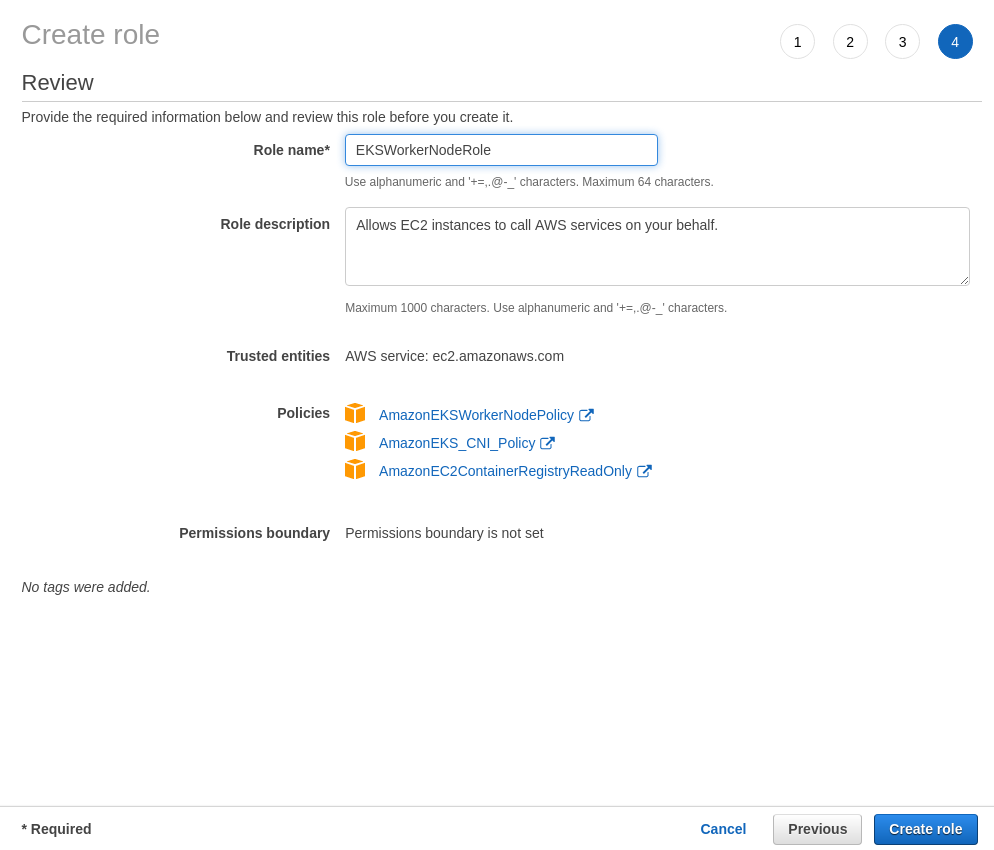 Create role
1 2 3 4
Review
Provide the required information below and review this role before you create it.
Role name* EKSWorkerNodeRole
Use alphanumeric and '+=,.@-_' characters. Maximum 64 characters.
Role description Allows EC2 instances to call AWS services on your behalf.
Maximum 1000 characters. Use alphanumeric and '+=,.@-_' characters.
Trusted entities AWS service: ec2.amazonaws.com
Policies AmazonEKSWorkerNodePolicy
AmazonEKS_CNI_Policy
AmazonEC2ContainerRegistryReadOnly
Permissions boundary Permissions boundary is not set
No tags were added.
* Required Cancel Previous Create role